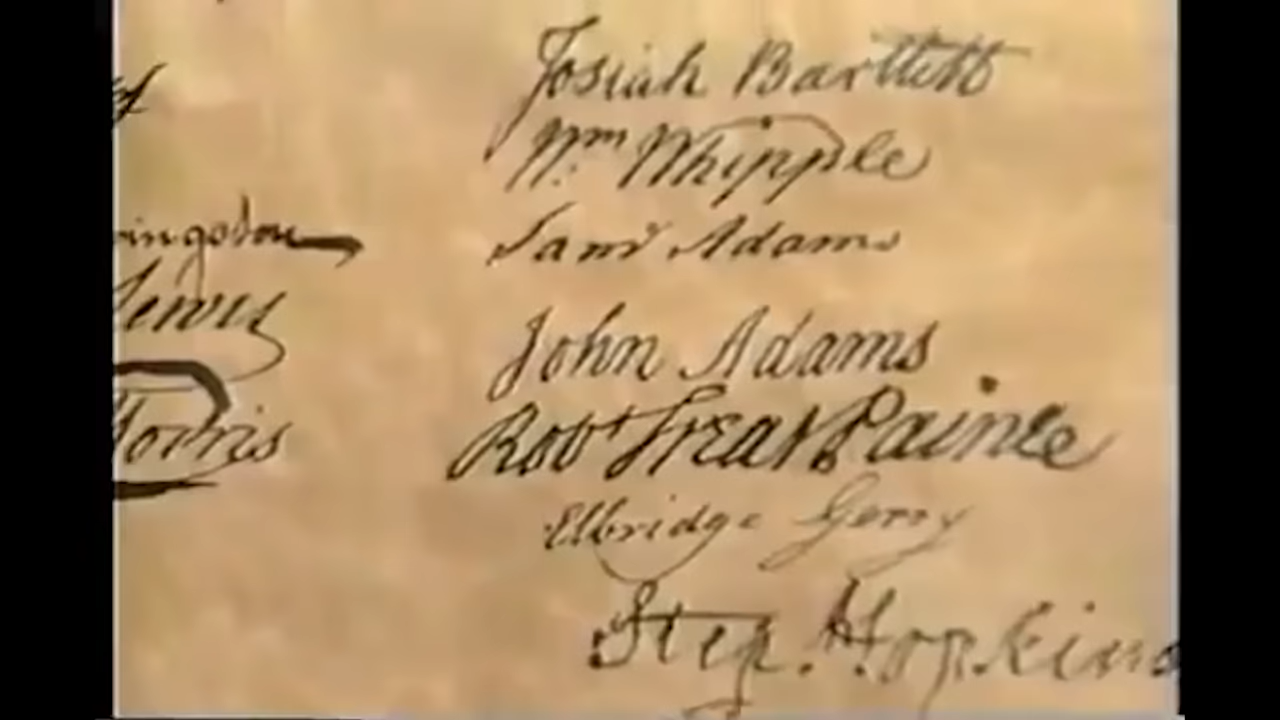 Josiah Bartlett
Wm. Whipple
Saml Adams
John Adams
Robt Treat Paine
Elbridge Gerry
Step. Hopkins